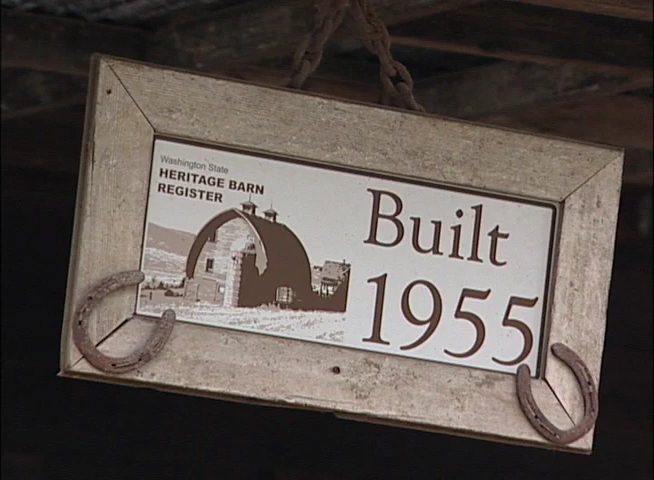 Washington State
HERITAGE BARN
REGISTER
Built
1955